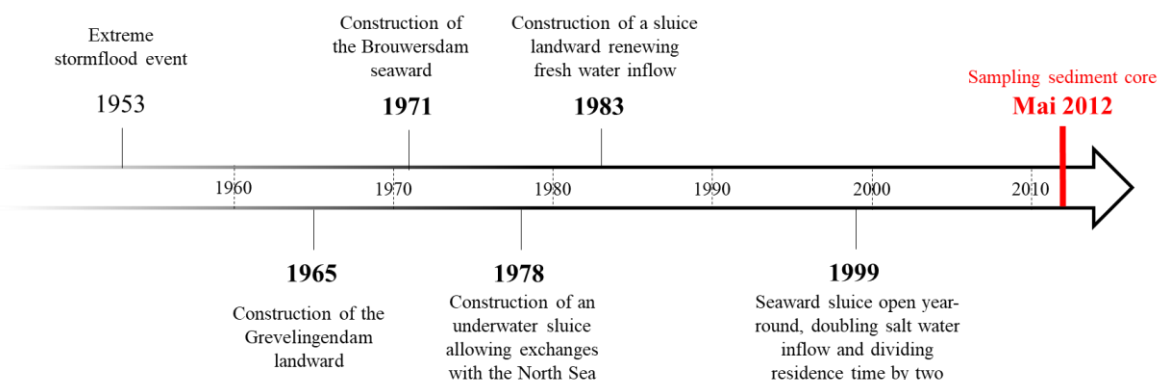 Extreme
stormflood event
1953
Construction of
the Brouwersdam
seaward
1971
Construction of a sluice
landward renewing
fresh water inflow
1983
Sampling sediment core
Mai 2012
1960
1970
1980
1990
2000
2010
1965
Construction of the
Grevelingendam
landward
1978
Construction of an
underwater sluice
allowing exchanges
with the North Sea
1999
Seaward sluice open year-
round, doubling salt water
inflow and dividing
residence time by two